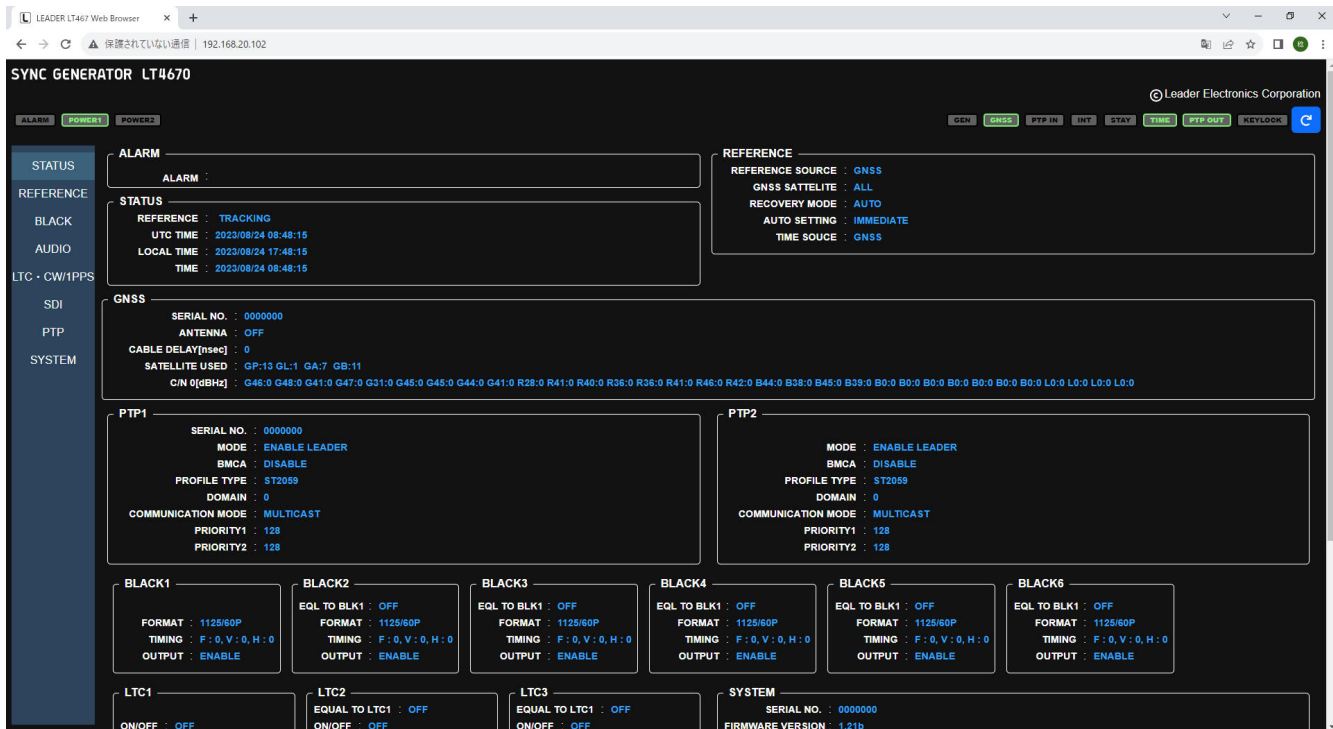 LEADER LT467 Web Browser × +
保護されていない通信 | 192.168.20.102
SYNC GENERATOR LT4670
© Leader Electronics Corporation
ALARM POWER1 POWER2 GEN GNSS PTP IN INT STAY TIME PTP OUT KEYLOCK
STATUS
REFERENCE
BLACK
AUDIO
LTC・CW/1PPS
SDI
PTP
SYSTEM
ALARM
ALARM :
STATUS
REFERENCE : TRACKING
UTC TIME : 2023/08/24 08:48:15
LOCAL TIME : 2023/08/24 17:48:15
TIME : 2023/08/24 08:48:15
REFERENCE
REFERENCE SOURCE : GNSS
GNSS SATTELITE : ALL
RECOVERY MODE : AUTO
AUTO SETTING : IMMEDIATE
TIME SOUCE : GNSS
GNSS
SERIAL NO. : 0000000
ANTENNA : OFF
CABLE DELAY[nsec] : 0
SATELLITE USED : GP:13 GL:1 GA:7 GB:11
C/N 0[dBHz] : G46:0 G48:0 G41:0 G47:0 G31:0 G45:0 G45:0 G44:0 G41:0 R28:0 R41:0 R40:0 R36:0 R36:0 R41:0 R46:0 R42:0 B44:0 B38:0 B45:0 B39:0 B0:0 B0:0 B0:0 B0:0 B0:0 B0:0 B0:0 L0:0 L0:0 L0:0 L0:0
PTP1
SERIAL NO. : 0000000
MODE : ENABLE LEADER
BMCA : DISABLE
PROFILE TYPE : ST2059
DOMAIN : 0
COMMUNICATION MODE : MULTICAST
PRIORITY1 : 128
PRIORITY2 : 128
PTP2
MODE : ENABLE LEADER
BMCA : DISABLE
PROFILE TYPE : ST2059
DOMAIN : 0
COMMUNICATION MODE : MULTICAST
PRIORITY1 : 128
PRIORITY2 : 128
BLACK1
FORMAT : 1125/60P
TIMING : F : 0, V : 0, H : 0
OUTPUT : ENABLE
BLACK2
EQL TO BLK1 : OFF
FORMAT : 1125/60P
TIMING : F : 0, V : 0, H : 0
OUTPUT : ENABLE
BLACK3
EQL TO BLK1 : OFF
FORMAT : 1125/60P
TIMING : F : 0, V : 0, H : 0
OUTPUT : ENABLE
BLACK4
EQL TO BLK1 : OFF
FORMAT : 1125/60P
TIMING : F : 0, V : 0, H : 0
OUTPUT : ENABLE
BLACK5
EQL TO BLK1 : OFF
FORMAT : 1125/60P
TIMING : F : 0, V : 0, H : 0
OUTPUT : ENABLE
BLACK6
EQL TO BLK1 : OFF
FORMAT : 1125/60P
TIMING : F : 0, V : 0, H : 0
OUTPUT : ENABLE
LTC1
ON/OFF : OFF
LTC2
EQUAL TO LTC1 : OFF
ON/OFF : OFF
LTC3
EQUAL TO LTC1 : OFF
ON/OFF : OFF
SYSTEM
SERIAL NO. : 0000000
FIRMWARE VERSION : 1.21b